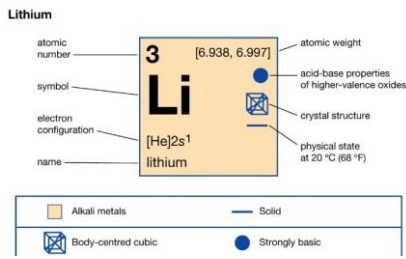 Lithium
atomic
number
3
[6.938, 6.997]
atomic weight
symbol
Li
acid-base properties
of higher-valence oxides
crystal structure
electron
configuration
[He]2s¹
physical state
at 20 °C (68 °F)
name
lithium
Alkali metals
Solid
Body-centred cubic
Strongly basic